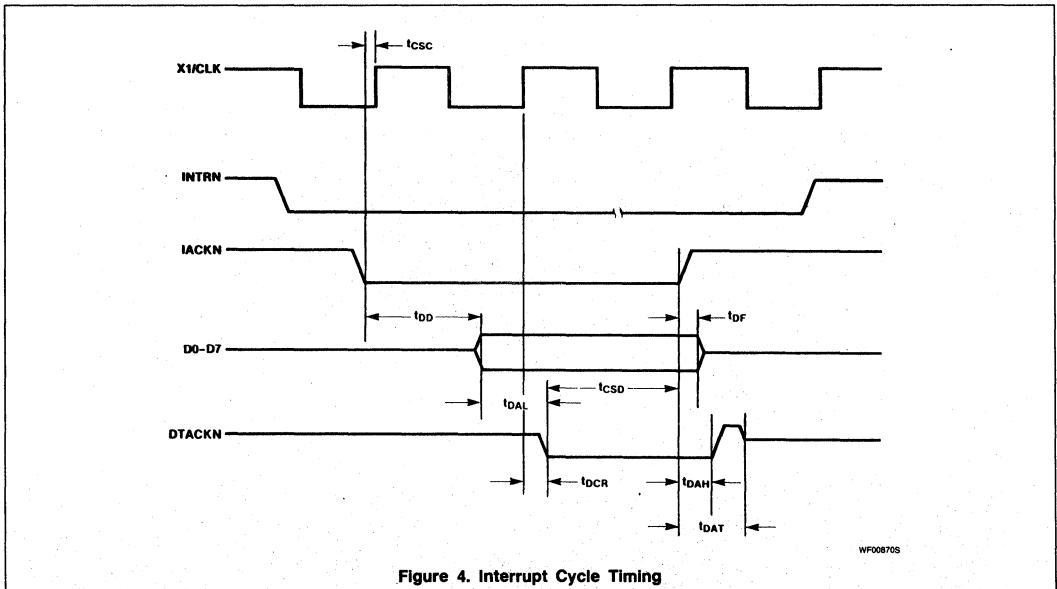 tCSC
X1/CLK
INTRN
IACKN
tDD
tDF
D0–D7
tCSD
tDAL
DTACKN
tDCR
tDAH
tDAT
WF00870S
Figure 4. Interrupt Cycle Timing